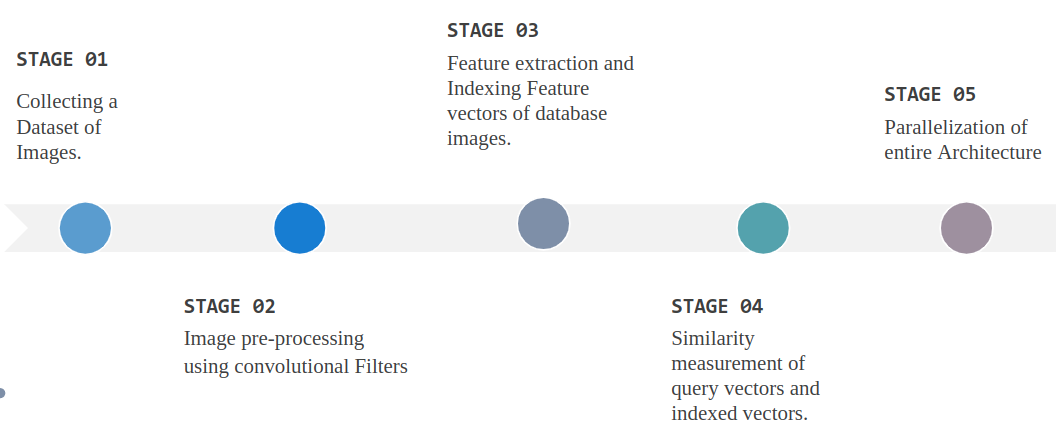 STAGE 01
Collecting a
Dataset of
Images.
STAGE 02
Image pre-processing
using convolutional Filters
STAGE 03
Feature extraction and
Indexing Feature
vectors of database
images.
STAGE 04
Similarity
measurement of
query vectors and
indexed vectors.
STAGE 05
Parallelization of
entire Architecture